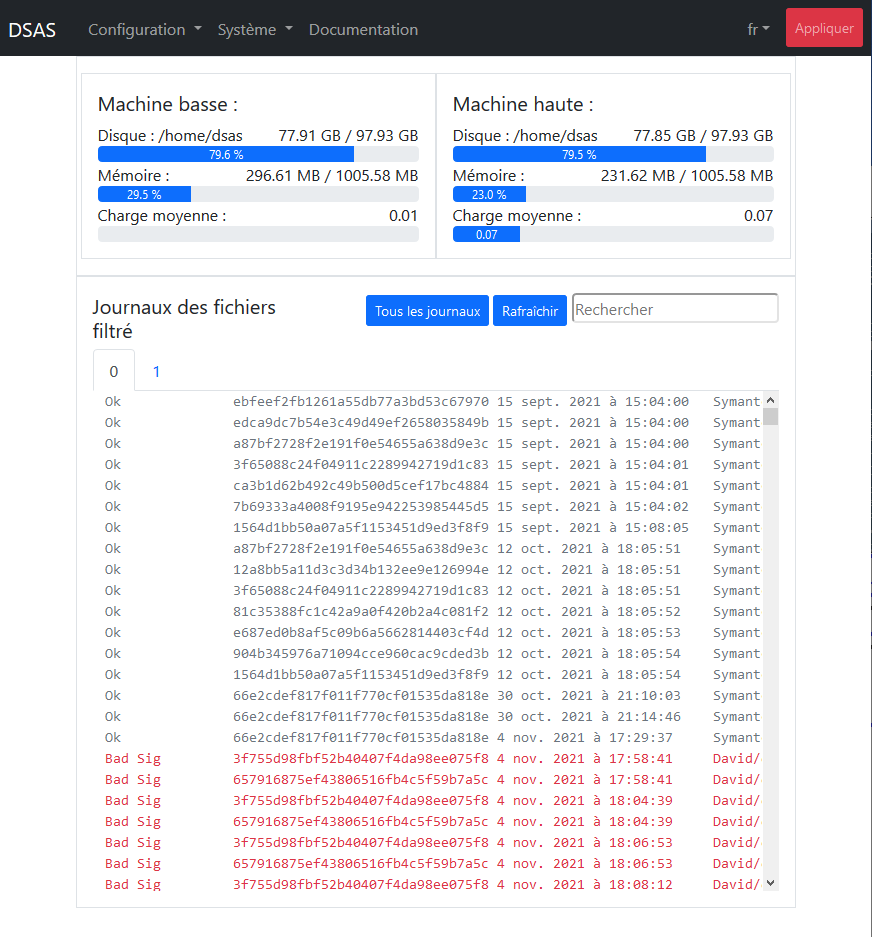 DSAS Configuration Système Documentation fr Appliquer
Machine basse :
Disque : /home/dsas 77.91 GB / 97.93 GB
79.6 %
Mémoire : 296.61 MB / 1005.58 MB
29.5 %
Charge moyenne : 0.01
Machine haute :
Disque : /home/dsas 77.85 GB / 97.93 GB
79.5 %
Mémoire : 231.62 MB / 1005.58 MB
23.0 %
Charge moyenne : 0.07
0.07
Journaux des fichiers
filtré
Tous les journaux Rafraîchir Rechercher
0 1
Ok ebfeef2fb1261a55db77a3bd53c67970 15 sept. 2021 à 15:04:00 Symant
Ok edca9dc7b54e3c49d49ef2658035849b 15 sept. 2021 à 15:04:00 Symant
Ok a87bf2728f2e191f0e54655a638d9e3c 15 sept. 2021 à 15:04:00 Symant
Ok 3f65088c24f04911c2289942719d1c83 15 sept. 2021 à 15:04:01 Symant
Ok ca3b1d62b492c49b500d5cef17bc4884 15 sept. 2021 à 15:04:01 Symant
Ok 7b69333a4008f9195e942253985445d5 15 sept. 2021 à 15:04:02 Symant
Ok 1564d1bb50a07a5f1153451d9ed3f8f9 15 sept. 2021 à 15:08:05 Symant
Ok a87bf2728f2e191f0e54655a638d9e3c 12 oct. 2021 à 18:05:51 Symant
Ok 12a8bb5a11d3c3d34b132ee9e126994e 12 oct. 2021 à 18:05:51 Symant
Ok 3f65088c24f04911c2289942719d1c83 12 oct. 2021 à 18:05:51 Symant
Ok 81c35388fc1c42a9a0f420b2a4c081f2 12 oct. 2021 à 18:05:52 Symant
Ok e687ed0b8af5c09b6a5662814403cf4d 12 oct. 2021 à 18:05:53 Symant
Ok 904b345976a71094cce960cac9cded3b 12 oct. 2021 à 18:05:54 Symant
Ok 1564d1bb50a07a5f1153451d9ed3f8f9 12 oct. 2021 à 18:05:54 Symant
Ok 66e2cdef817f011f770cf01535da818e 30 oct. 2021 à 21:10:03 Symant
Ok 66e2cdef817f011f770cf01535da818e 30 oct. 2021 à 21:14:46 Symant
Ok 66e2cdef817f011f770cf01535da818e 4 nov. 2021 à 17:29:37 Symant
Bad Sig 3f755d98fbf52b40407f4da98ee075f8 4 nov. 2021 à 17:58:41 David/
Bad Sig 657916875ef43806516fb4c5f59b7a5c 4 nov. 2021 à 17:58:41 David/
Bad Sig 3f755d98fbf52b40407f4da98ee075f8 4 nov. 2021 à 18:04:39 David/
Bad Sig 657916875ef43806516fb4c5f59b7a5c 4 nov. 2021 à 18:04:39 David/
Bad Sig 3f755d98fbf52b40407f4da98ee075f8 4 nov. 2021 à 18:06:53 David/
Bad Sig 657916875ef43806516fb4c5f59b7a5c 4 nov. 2021 à 18:06:53 David/
Bad Sig 3f755d98fbf52b40407f4da98ee075f8 4 nov. 2021 à 18:08:12 David/